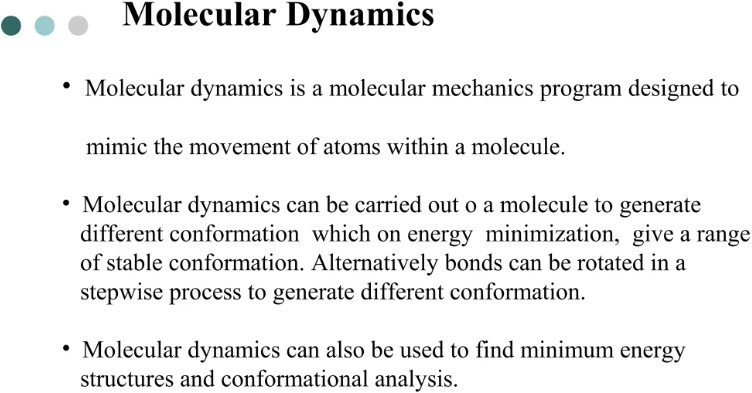 Molecular Dynamics
• Molecular dynamics is a molecular mechanics program designed to
mimic the movement of atoms within a molecule.
• Molecular dynamics can be carried out o a molecule to generate
different conformation which on energy minimization, give a range
of stable conformation. Alternatively bonds can be rotated in a
stepwise process to generate different conformation.
• Molecular dynamics can also be used to find minimum energy
structures and conformational analysis.